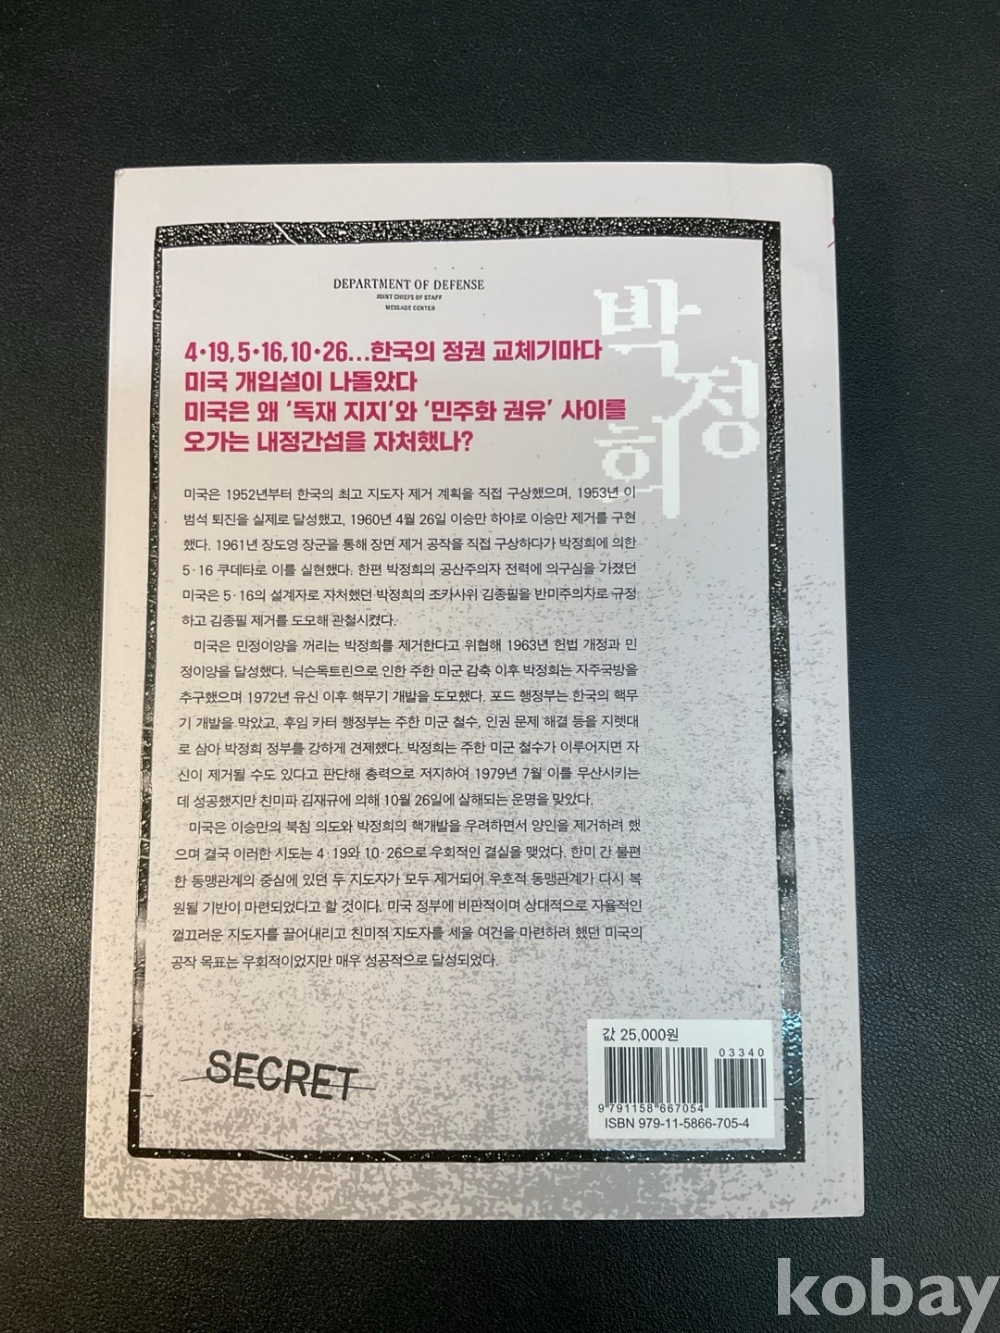 DEPARTMENT OF DEFENSE
JOINT CHIEFS OF STAFF
MESSAGE CENTER
박정희
4·19, 5·16, 10·26...한국의 정권 교체기마다
미국 개입설이 나돌았다
미국은 왜 ‘독재 지지‘와 ‘민주화 권유’ 사이를
오가는 내정간섭을 자처했나?
미국은 1952년부터 한국의 최고 지도자 제거 계획을 직접 구상했으며, 1953년 이
범석 퇴진을 실제로 달성했고, 1960년 4월 26일 이승만 하야로 이승만 제거를 구현
했다. 1961년 장도영 장군을 통해 장면 제거 공작을 직접 구상하다가 박정희에 의한
5·16 쿠데타로 이를 실현했다. 한편 박정희의 공산주의자 전력에 의구심을 가졌던
미국은 5·16의 설계자로 자처했던 박정희의 조카사위 김종필을 반미주의자로 규정
하고 김종필 제거를 도모해 관철시켰다.
미국은 민정이양을 꺼리는 박정희를 제거한다고 위협해 1963년 헌법 개정과 민
정이양을 달성했다. 닉슨독트린으로 인한 주한 미군 감축 이후 박정희는 자주국방을
추구했으며 1972년 유신 이후 핵무기 개발을 도모했다. 포드 행정부는 한국의 핵무
기 개발을 막았고, 후임 카터 행정부는 주한 미군 철수, 인권 문제 해결 등을 지렛대
로 삼아 박정희 정부를 강하게 견제했다. 박정희는 주한 미군 철수가 이루어지면 자
신이 제거될 수도 있다고 판단해 총력으로 저지하여 1979년 7월 이를 무산시키는
데 성공했지만 친미파 김재규에 의해 10월 26일에 살해되는 운명을 맞았다.
미국은 이승만의 북침 의도와 박정희의 핵개발을 우려하면서 양인을 제거하려 했
으며 결국 이러한 시도는 4·19와 10·26으로 우회적인 결실을 맺었다. 한미 간 불편
한 동맹관계의 중심에 있던 두 지도자가 모두 제거되어 우호적 동맹관계가 다시 복
원될 기반이 마련되었다고 할 것이다. 미국 정부에 비판적이며 상대적으로 자율적인
껄끄러운 지도자를 끌어내리고 친미적 지도자를 세울 여건을 마련하려 했던 미국의
공작 목표는 우회적이었지만 매우 성공적으로 달성되었다.
SECRET
값 25,000원
03340
9 791158 667054
ISBN 979-11-5866-705-4
kobay